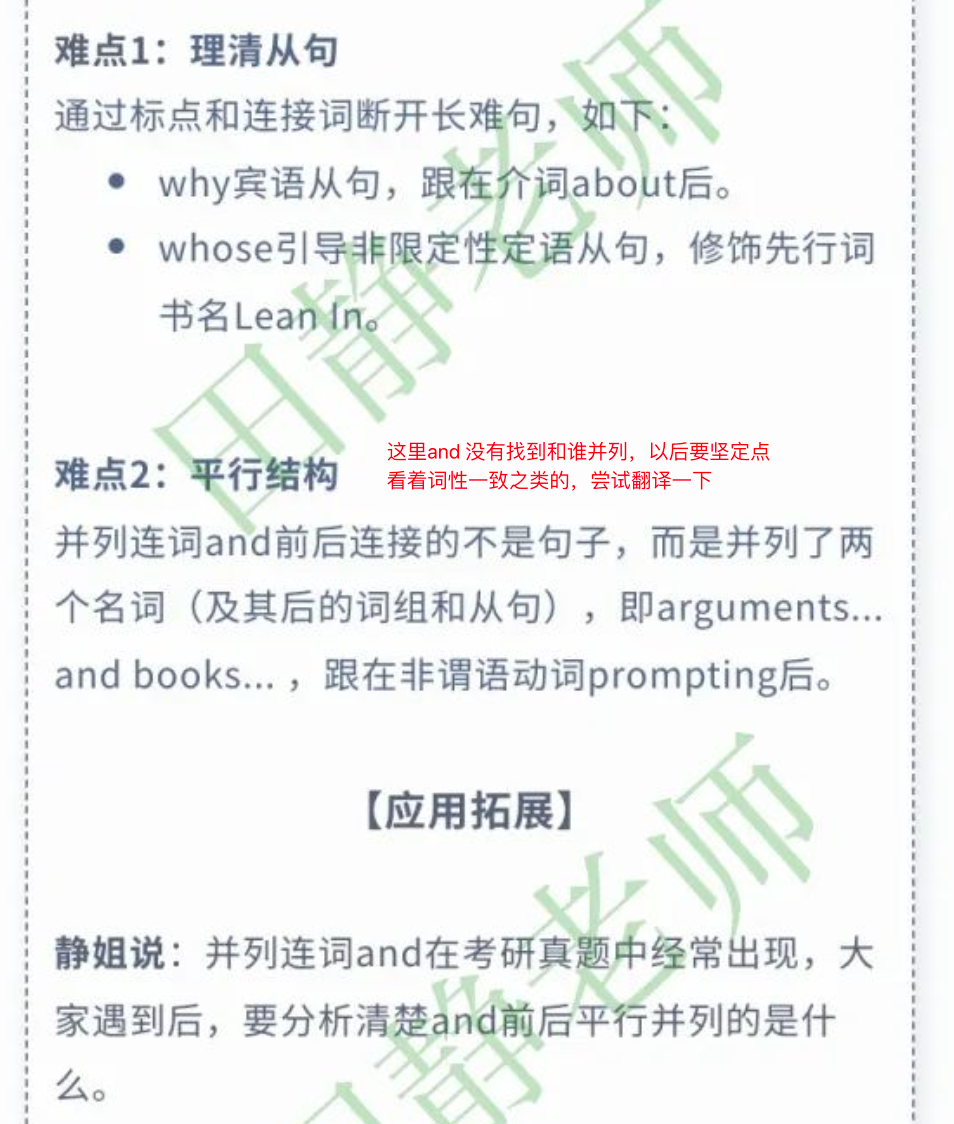 难点1：理清从句
通过标点和连接词断开长难句，如下：
● why宾语从句，跟在介词about后。
● whose引导非限定性定语从句，修饰先行词
书名Lean In。
这里and 没有找到和谁并列，以后要坚定点
看着词性一致之类的，尝试翻译一下
难点2：平行结构
并列连词and前后连接的不是句子，而是并列了两
个名词（及其后的词组和从句），即arguments...
and books...，跟在非谓语动词prompting后。
【应用拓展】
静姐说：并列连词and在考研真题中经常出现，大
家遇到后，要分析清楚and前后平行并列的是什
么。
田静老师
田静老师